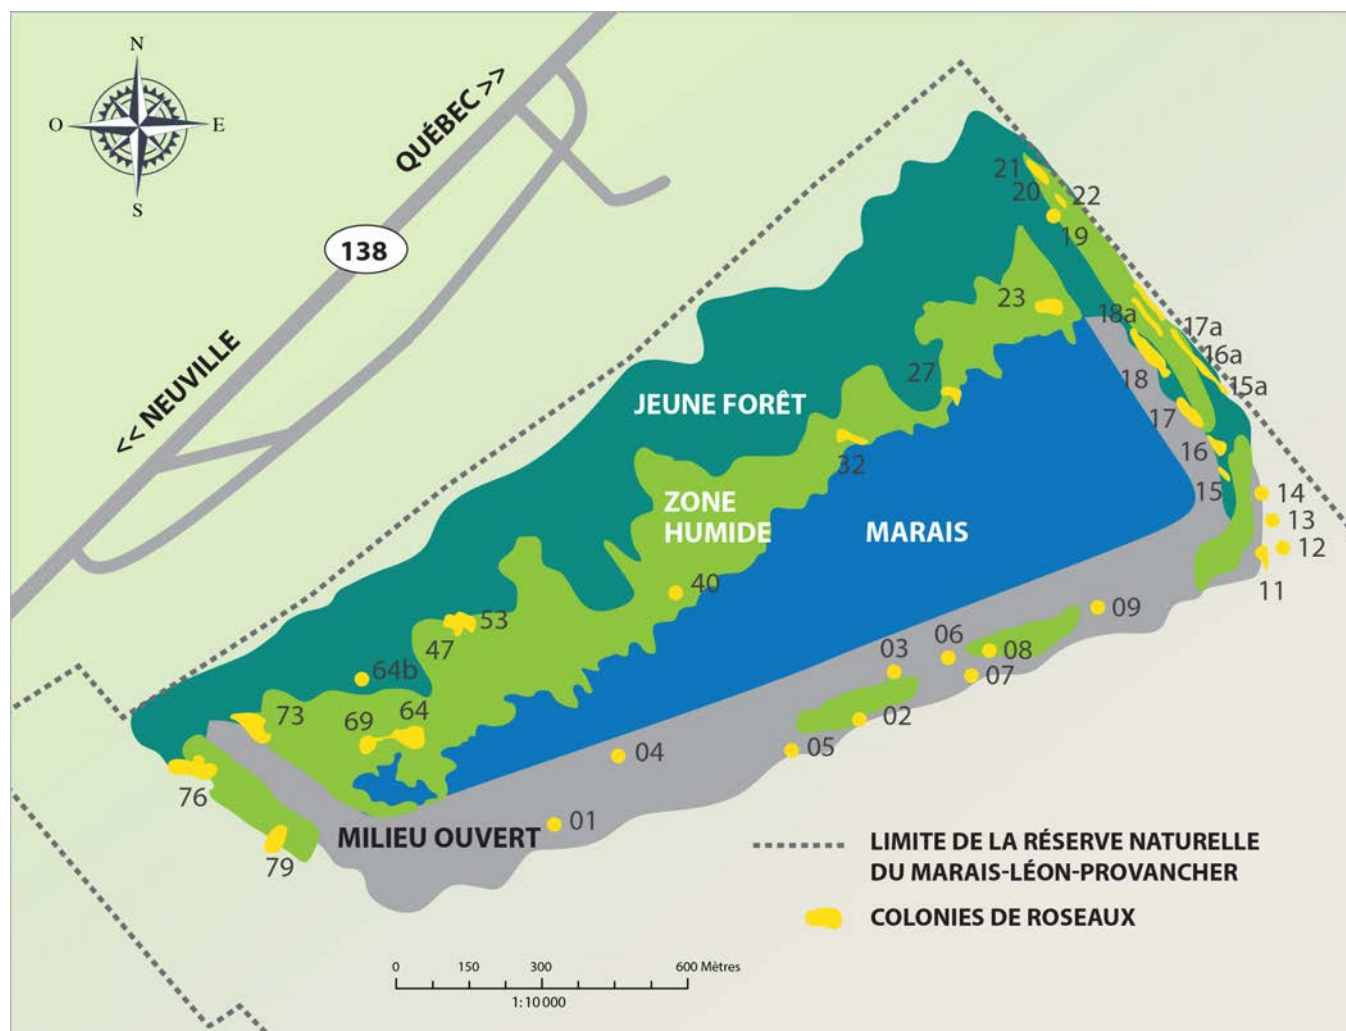 N
O
E
S
QUÉBEC >>
138
<< NEUVILLE
21
20
22
19
23
18a
17a
16a
15a
27
18
JEUNE FORÊT
17
32
16
ZONE
HUMIDE
MARAIS
15
14
13
12
40
11
53
09
47
06
03
08
64b
07
73
69
64
02
05
04
76
01
MILIEU OUVERT
79
LIMITE DE LA RÉSERVE NATURELLE
DU MARAIS-LÉON-PROVANCHER
COLONIES DE ROSEAUX
0 150 300 600 Mètres
1: 10 000